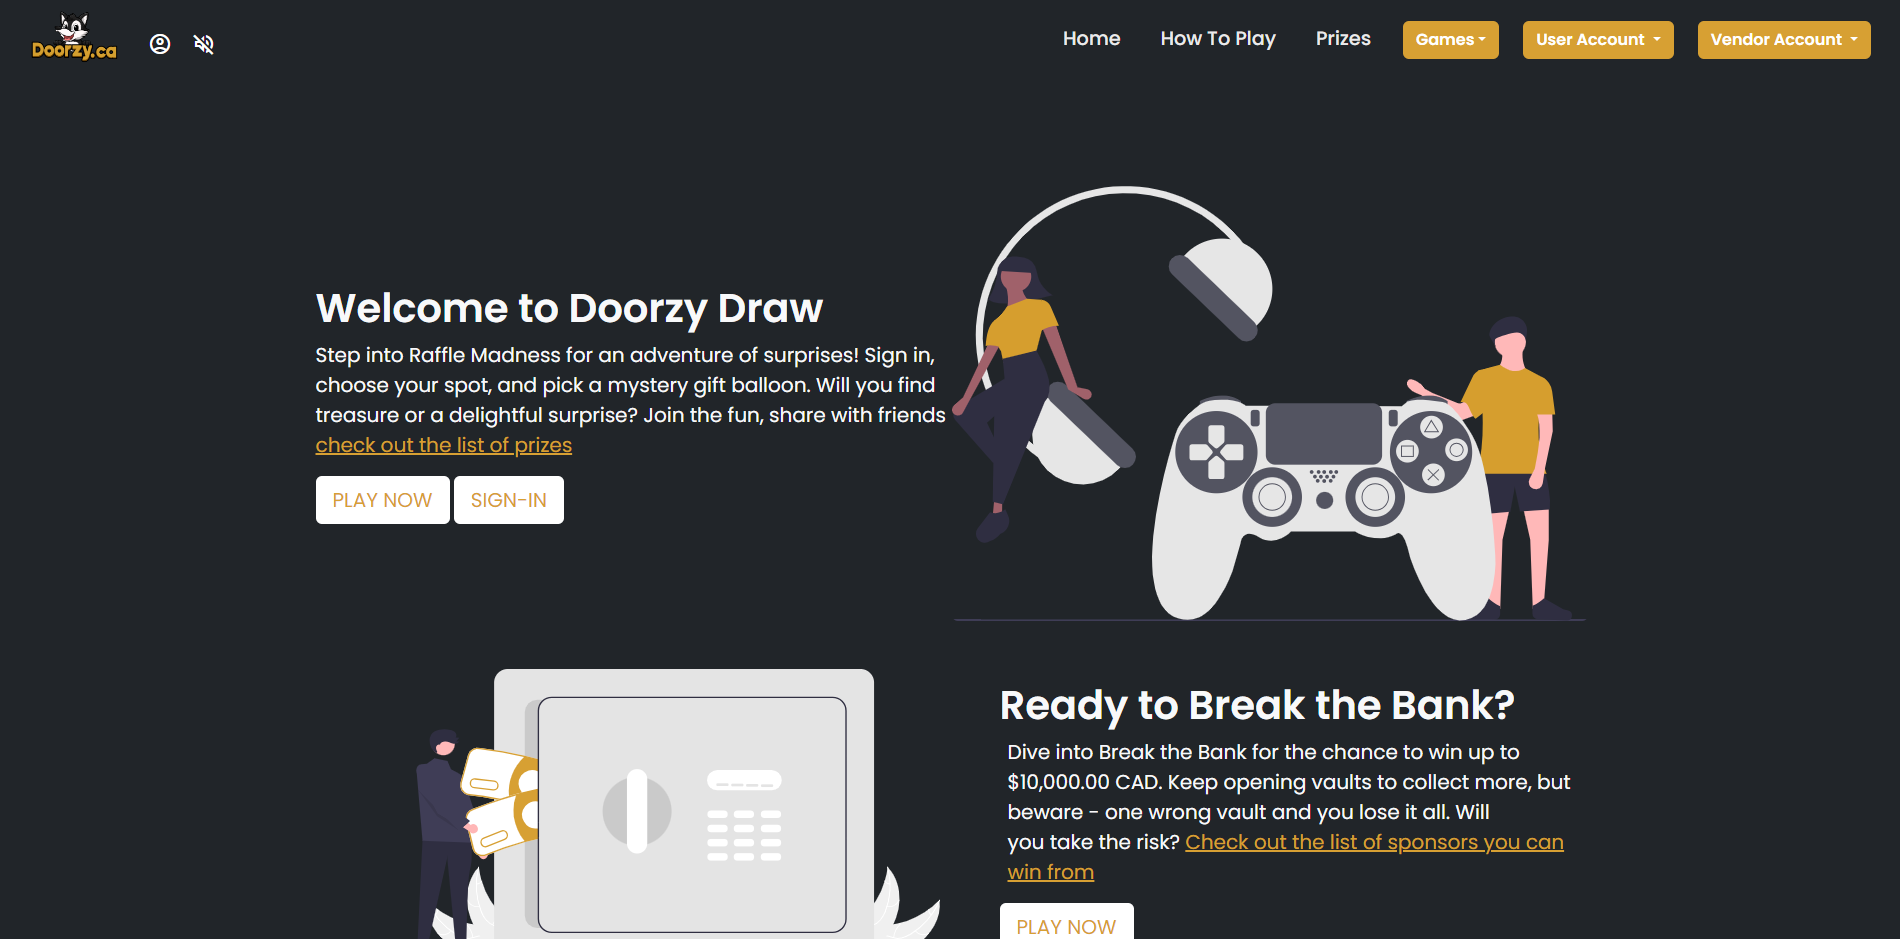 Doorzy.ca
Home
How To Play
Prizes
Games
User Account
Vendor Account
Welcome to Doorzy Draw
Step into Raffle Madness for an adventure of surprises! Sign in,
choose your spot, and pick a mystery gift balloon. Will you find
treasure or a delightful surprise? Join the fun, share with friends
check out the list of prizes
PLAY NOW
SIGN-IN
Ready to Break the Bank?
Dive into Break the Bank for the chance to win up to
$10,000.00 CAD. Keep opening vaults to collect more, but
beware - one wrong vault and you lose it all. Will
you take the risk? Check out the list of sponsors you can
win from
PLAY NOW